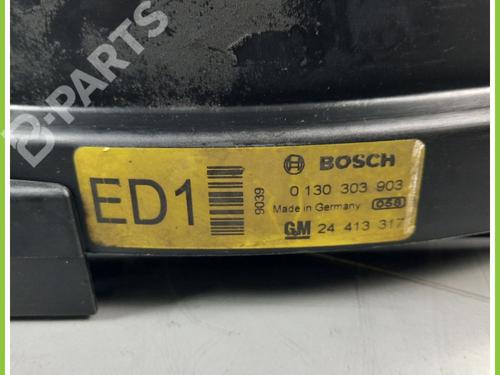 B-PARTS
ED1
9039
BOSCH
0 130 303 903
Made in Germany 058
GM 24 413 317